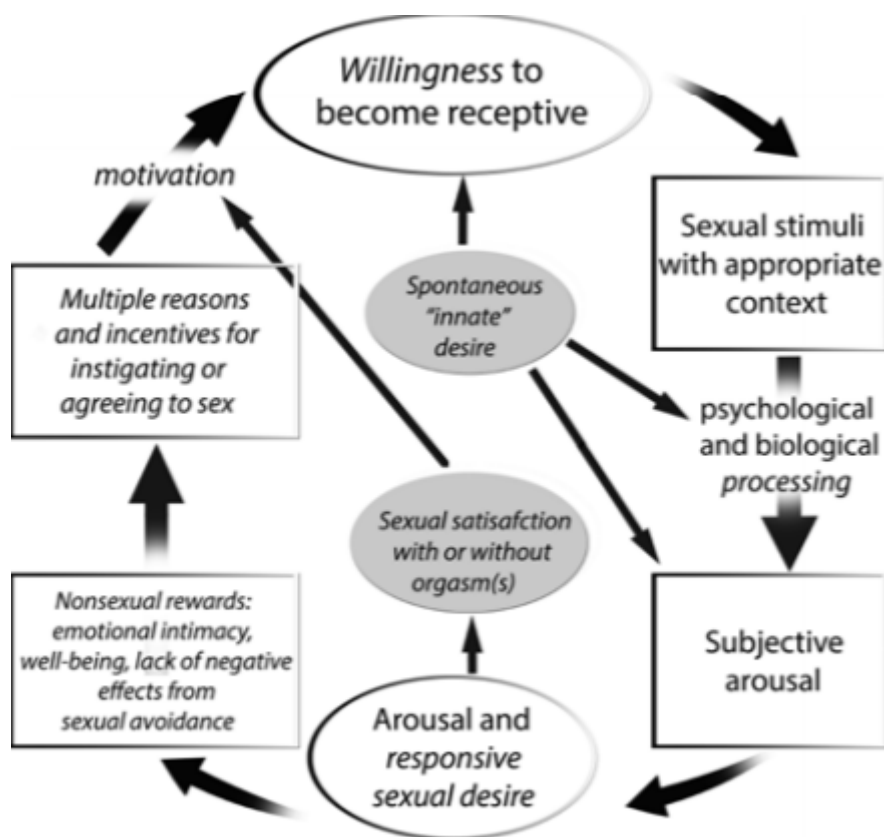 Willingness to
become receptive
motivation
Sexual stimuli
with appropriate
context
Multiple reasons
and incentives for
instigating or
agreeing to sex
Spontaneous
"innate"
desire
psychological
and biological
processing
Sexual satisafction
with or without
orgasm(s)
Nonsexual rewards:
emotional intimacy,
well-being, lack of negative
effects from
sexual avoidance
Subjective
arousal
Arousal and
responsive
sexual desire